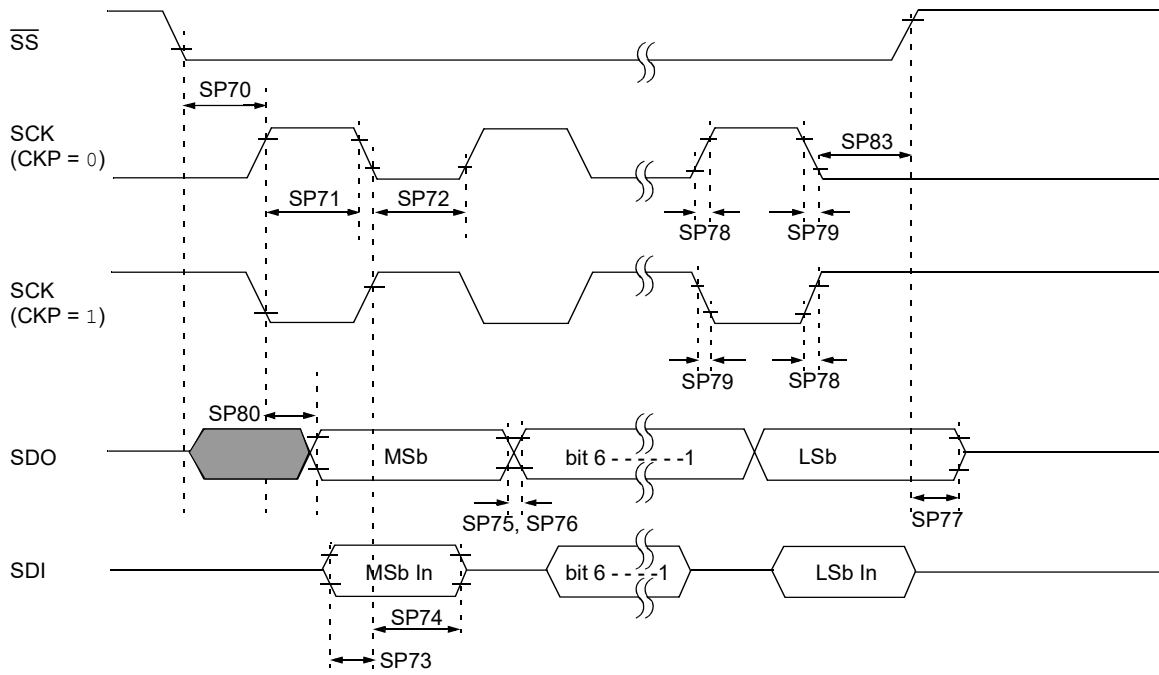 SS
SP70
SCK
(CKP = 0)
SP83
SP71
SP72
SP78
SP79
SCK
(CKP = 1)
SP79
SP78
SP80
SDO
MSb
bit 6 - - - - - -1
LSb
SP75, SP76
SP77
SDI
MSb In
bit 6 - - - - -1
LSb In
SP74
SP73